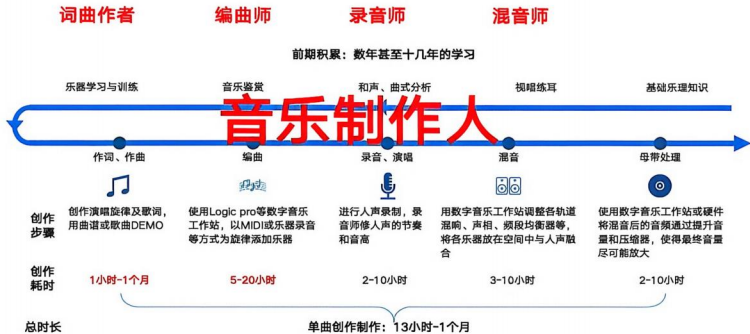 词曲作者 编曲师 录音师 混音师
前期积累：数年甚至十几年的学习
乐器学习与训练 音乐鉴赏 和声、曲式分析 视唱练耳 基础乐理知识
音乐制作人
作词、作曲 编曲 录音、演唱 混音 母带处理
创作步骤
创作演唱旋律及歌词，
用曲谱或歌曲DEMO
使用Logic pro等数字音乐
工作站，以MIDI或乐器录音
等方式为旋律添加乐器
进行人声录制，录
音师修人声的节奏
和音高
用数字音乐工作站调整各轨道
混响、声相、频段均衡器等，
将各乐器放在空间中与人声融
合
使用数字音乐工作站或硬件
将混音后的音频通过提升音
量和压缩器，使得最终音量
尽可能放大
创作耗时
1小时-1个月 5-20小时 2-10小时 3-10小时 2-10小时
总时长 单曲创作制作：13小时-1个月